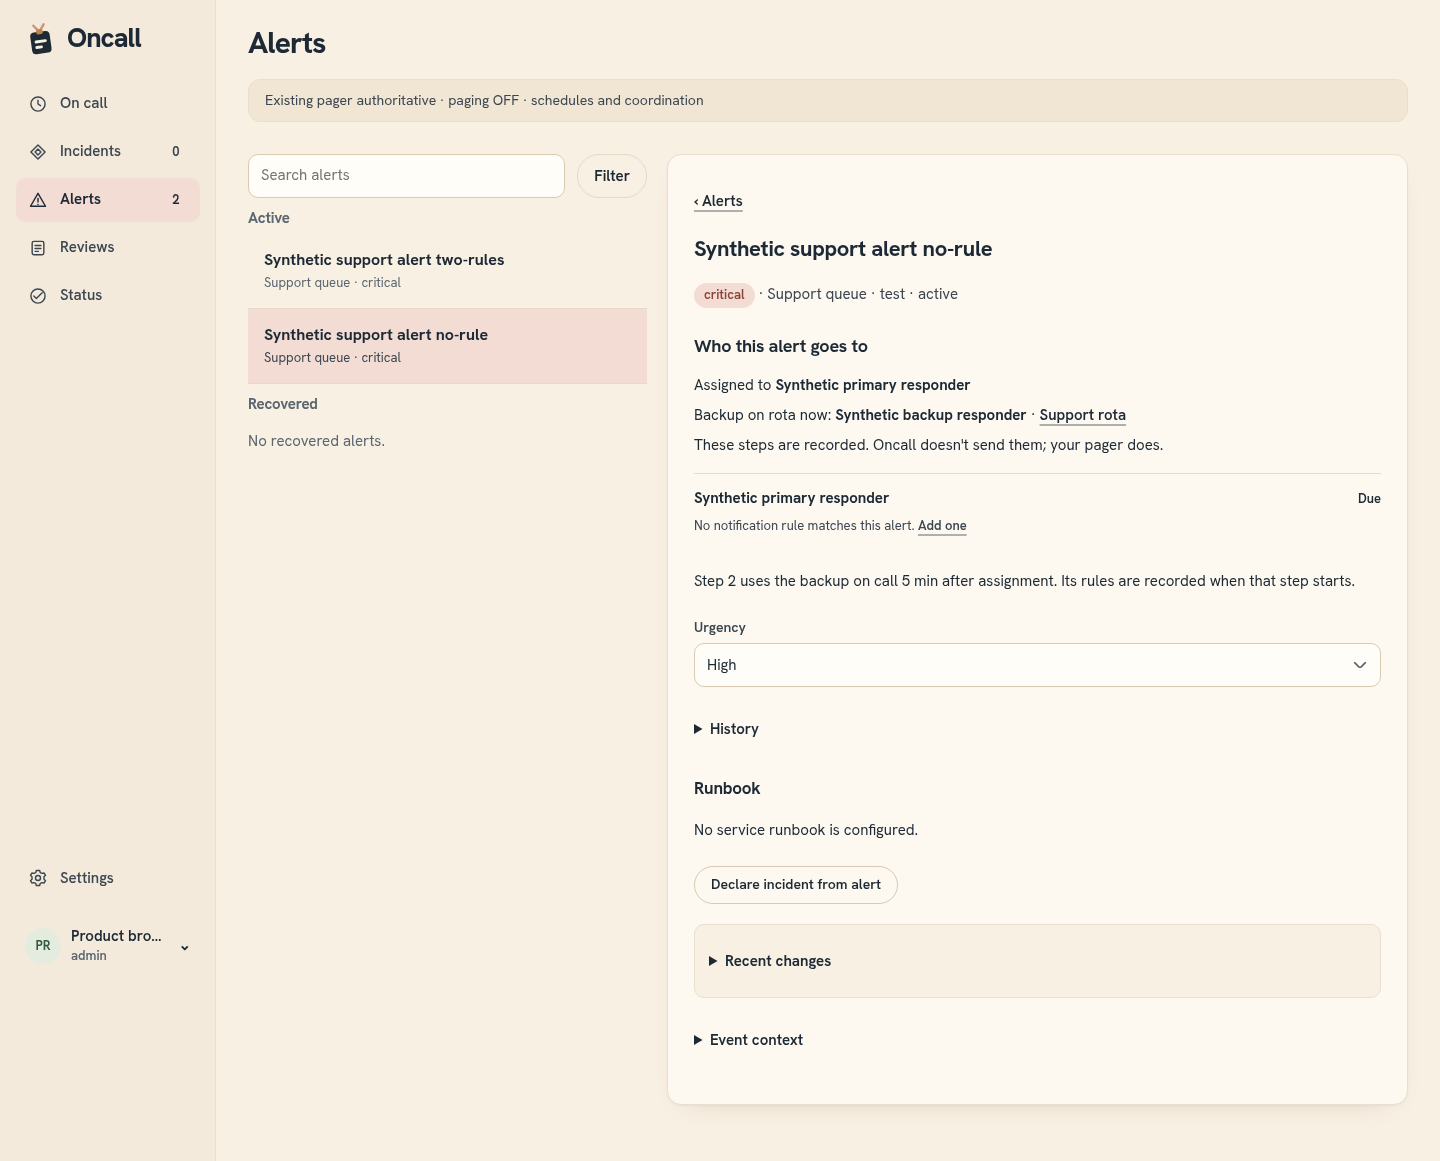 Oncall
On call
Incidents 0
Alerts 2
Reviews
Status
Settings
PR
Product bro...
admin
Alerts
Existing pager authoritative · paging OFF · schedules and coordination
Search alerts
Filter
Active
Synthetic support alert two-rules
Support queue · critical
Synthetic support alert no-rule
Support queue · critical
Recovered
No recovered alerts.
‹ Alerts
Synthetic support alert no-rule
critical · Support queue · test · active
Who this alert goes to
Assigned to Synthetic primary responder
Backup on rota now: Synthetic backup responder · Support rota
These steps are recorded. Oncall doesn't send them; your pager does.
Synthetic primary responder Due
No notification rule matches this alert. Add one
Step 2 uses the backup on call 5 min after assignment. Its rules are recorded when that step starts.
Urgency
High
History
Runbook
No service runbook is configured.
Declare incident from alert
Recent changes
Event context